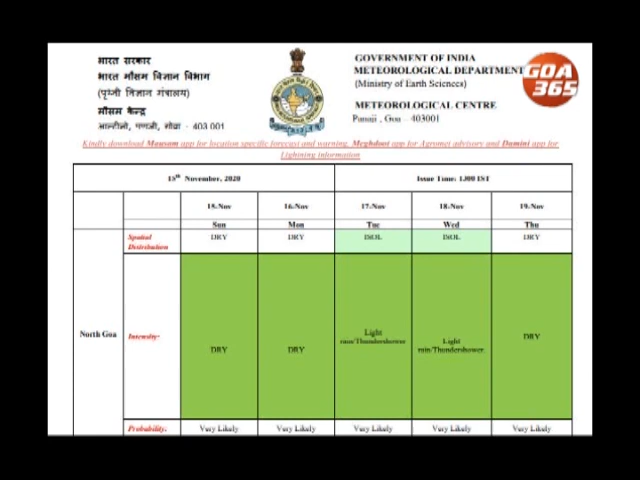 भारत सरकार
भारत मौसम विज्ञान विभाग
(पृथ्वी विज्ञान मंत्रालय)
मौसम केन्द्र
आल्टीनो, पणजी, गोवा - 403 001
GOVERNMENT OF INDIA
METEOROLOGICAL DEPARTMENT
(Ministry of Earth Sciences)
METEOROLOGICAL CENTRE
Panaji, Goa - 403001
GOA
365
Kindly download Mausam app for location specific forecast and warning, Meghdoot app for Agromet advisory and Damini app for
Lightning information
15th November, 2020 Issue Time: 1300 IST
15-Nov 16-Nov 17-Nov 18-Nov 19-Nov
Sun Mon Tue Wed Thu
Spatial DRY DRY ISOL ISOL DRY
Distribution
North Goa Intensity- DRY DRY Light Light DRY
rain/Thundershower rain/Thundershower
Probability. Very Likely Very Likely Very Likely Very Likely Very Likely